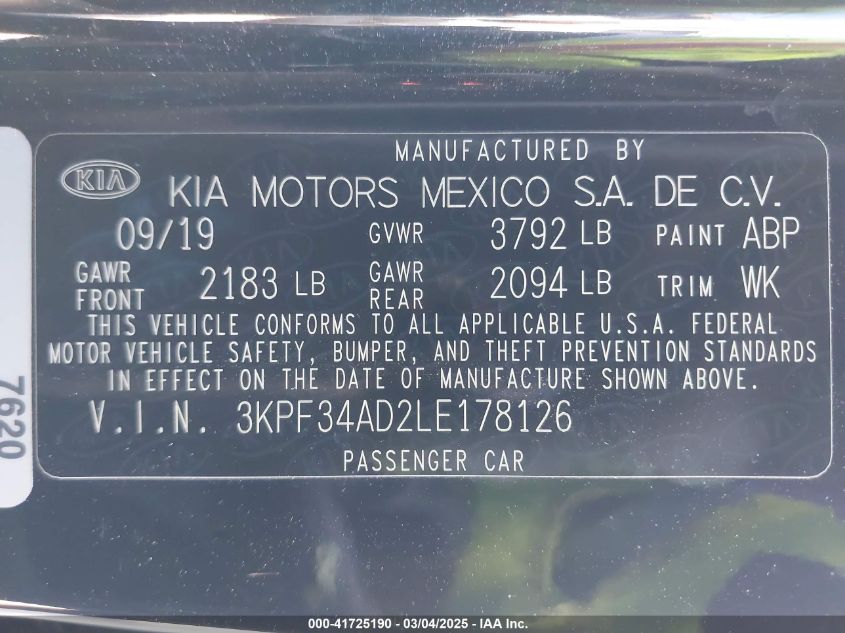 MANUFACTURED BY
KIA KIA MOTORS MEXICO S.A. DE C.V.
09/19 GVWR 3792 LB PAINT ABP
GAWR FRONT 2183 LB GAWR REAR 2094 LB TRIM WK
THIS VEHICLE CONFORMS TO ALL APPLICABLE U.S.A. FEDERAL
MOTOR VEHICLE SAFETY, BUMPER, AND THEFT PREVENTION STANDARDS
IN EFFECT ON THE DATE OF MANUFACTURE SHOWN ABOVE.
V.I.N. 3KPF34AD2LE178126
PASSENGER CAR
7620
000-41725190 - 03/04/2025 - IAA Inc.